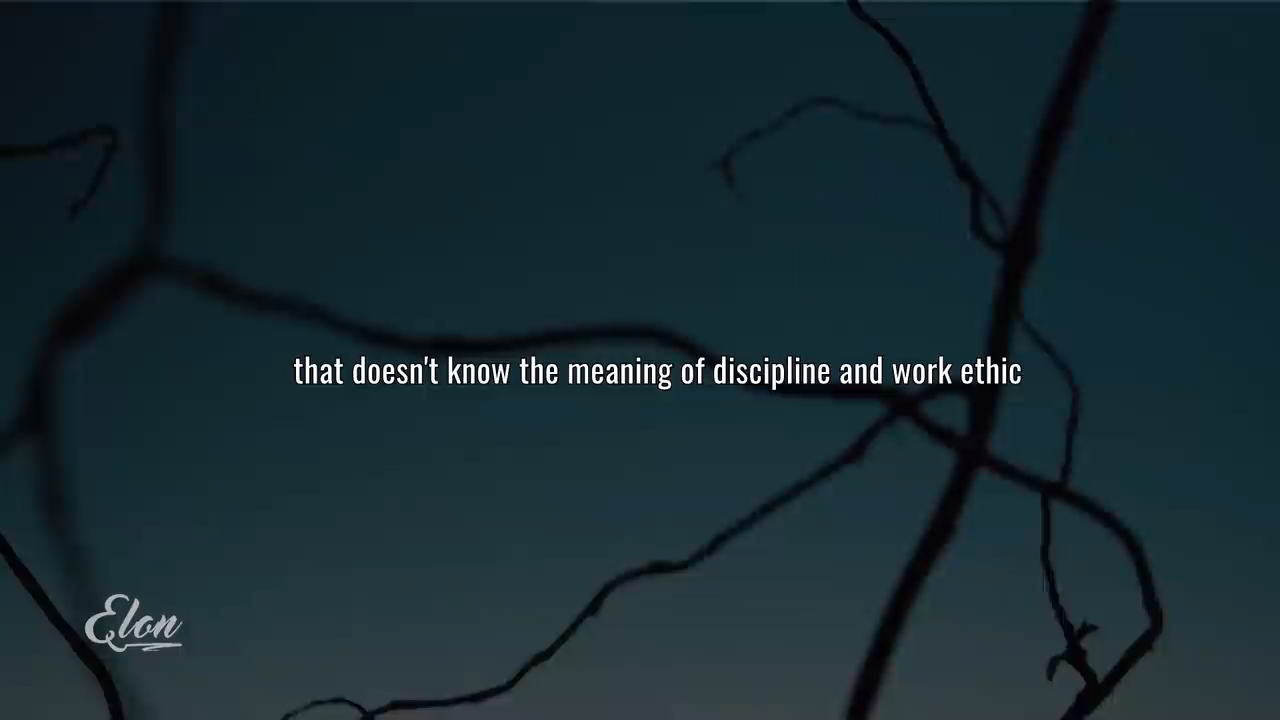 that doesn't know the meaning of discipline and work ethic
Elon